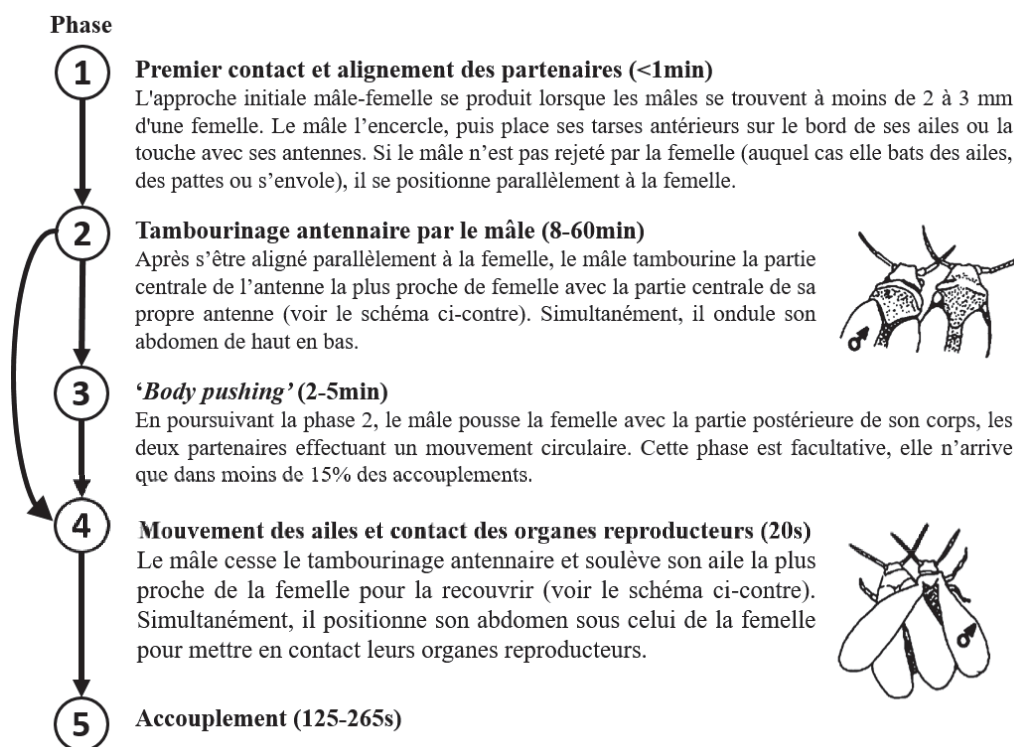 Phase
1
Premier contact et alignement des partenaires (<1min)
L'approche initiale mâle-femelle se produit lorsque les mâles se trouvent à moins de 2 à 3 mm
d'une femelle. Le mâle l’encercle, puis place ses tarses antérieurs sur le bord de ses ailes ou la
touche avec ses antennes. Si le mâle n’est pas rejeté par la femelle (auquel cas elle bats des ailes,
des pattes ou s’envole), il se positionne parallèlement à la femelle.
2
Tambourinage antennaire par le mâle (8-60min)
Après s’être aligné parallèlement à la femelle, le mâle tambourine la partie
centrale de l’antenne la plus proche de femelle avec la partie centrale de sa
propre antenne (voir le schéma ci-contre). Simultanément, il ondule son
abdomen de haut en bas.
♂
3
‘Body pushing’ (2-5min)
En poursuivant la phase 2, le mâle pousse la femelle avec la partie postérieure de son corps, les
deux partenaires effectuant un mouvement circulaire. Cette phase est facultative, elle n’arrive
que dans moins de 15% des accouplements.
4
Mouvement des ailes et contact des organes reproducteurs (20s)
Le mâle cesse le tambourinage antennaire et soulève son aile la plus
proche de la femelle pour la recouvrir (voir le schéma ci-contre).
Simultanément, il positionne son abdomen sous celui de la femelle
pour mettre en contact leurs organes reproducteurs.
♂
5
Accouplement (125-265s)